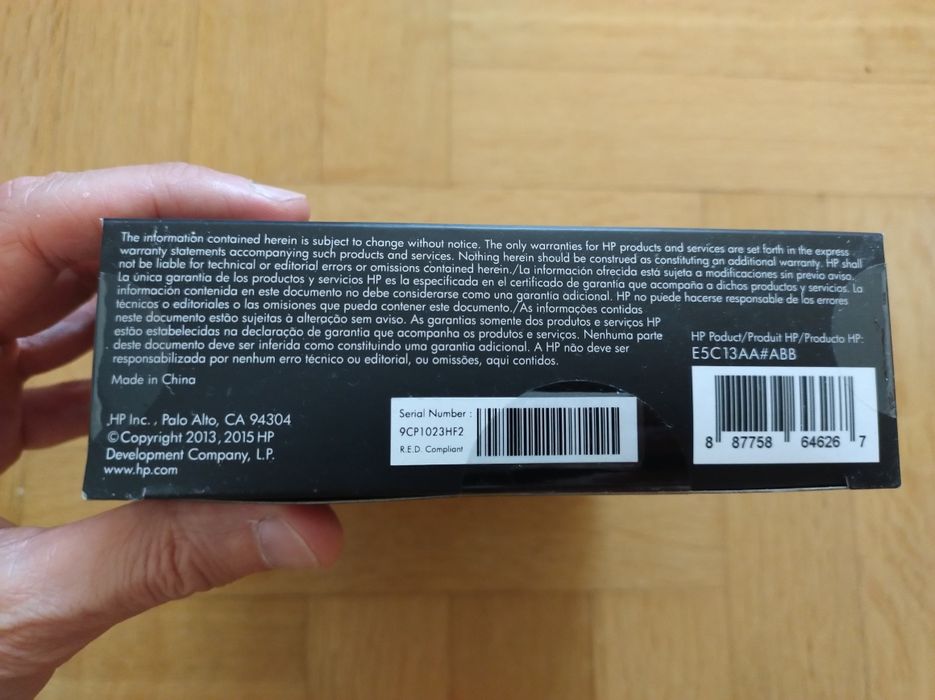 The information contained herein is subject to change without notice. The only warranties for HP products and services are set forth in the express
warranty statements accompanying such products and services. Nothing herein should be construed as constituting an additional warranty. HP shall
not be liable for technical or editorial errors or omissions contained herein./La información ofrecida está sujeta a modificaciones sin previo aviso.
La única garantía de los productos y servicios HP es la especificada en el certificado de garantía que acompaña a dichos productos y servicios. La
información contenida en este documento no debe considerarse como una garantía adicional. HP no puede hacerse responsable de los errores
técnicos o editoriales o las omisiones que pueda contener este documento./As informações contidas
neste documento estão sujeitas à alteração sem aviso. As garantias somente dos produtos e serviços HP
estão estabelecidas na declaração de garantia que acompanha os produtos e serviços. Nenhuma parte
deste documento deve ser inferida como constituindo uma garantia adicional. A HP não deve ser
responsabilizada por nenhum erro técnico ou editorial, ou omissões, aqui contidos.
Made in China
HP Inc., Palo Alto, CA 94304
©Copyright 2013, 2015 HP
Development Company, L.P.
www.hp.com
Serial Number :
9CP1023HF2
R.E.D. Compliant
HP Poduct/Produit HP/Producto HP:
E5C13AA#ABB
8 87758 64626 7